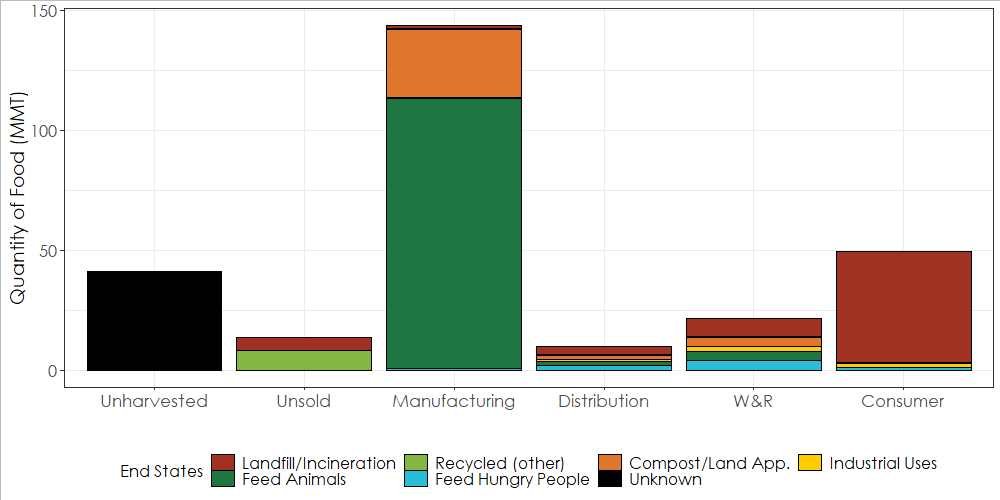 Quantity of Food (MMT)
150
100
50
0
Unharvested Unsold Manufacturing Distribution W&R Consumer
End States
Landfill/Incineration Recycled (other) Compost/Land App. Industrial Uses
Feed Animals Feed Hungry People Unknown